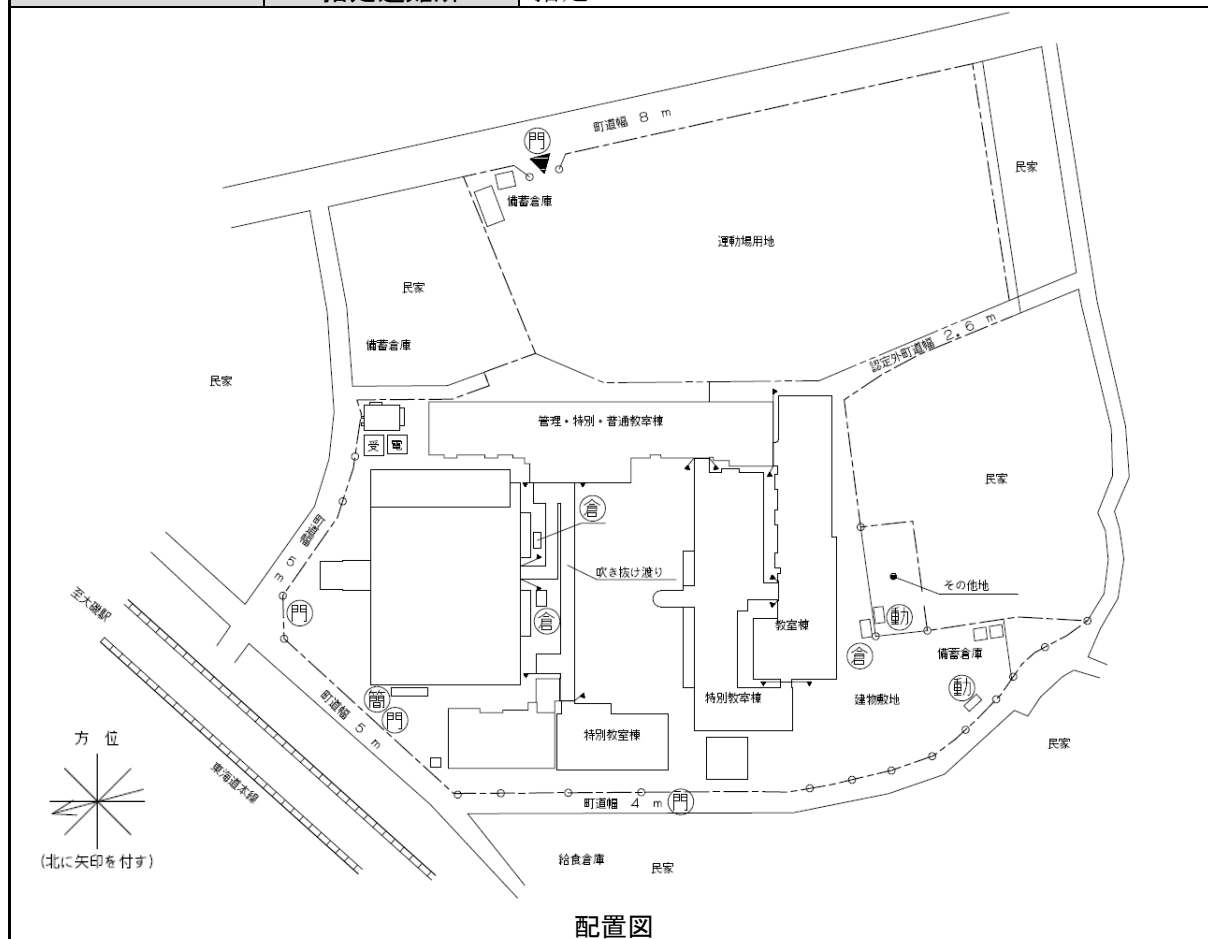 指定
町道幅 8 m
門
民家
備蓄倉庫
運動場用地
民家
備蓄倉庫
民家
認定外町道幅 2.6 m
管理・特別・普通教室棟
受 電
民家
倉
町道幅 5 m
吹き抜け渡り
その他地
至大磯駅
門
倉
動
教室棟
倉
備蓄倉庫
簡
門
動
特別教室棟
建物敷地
町道幅 5 m
特別教室棟
方 位
民家
東海道本線
町道幅 4 m
門
(北に矢印を付す)
給食倉庫
民家
配置図